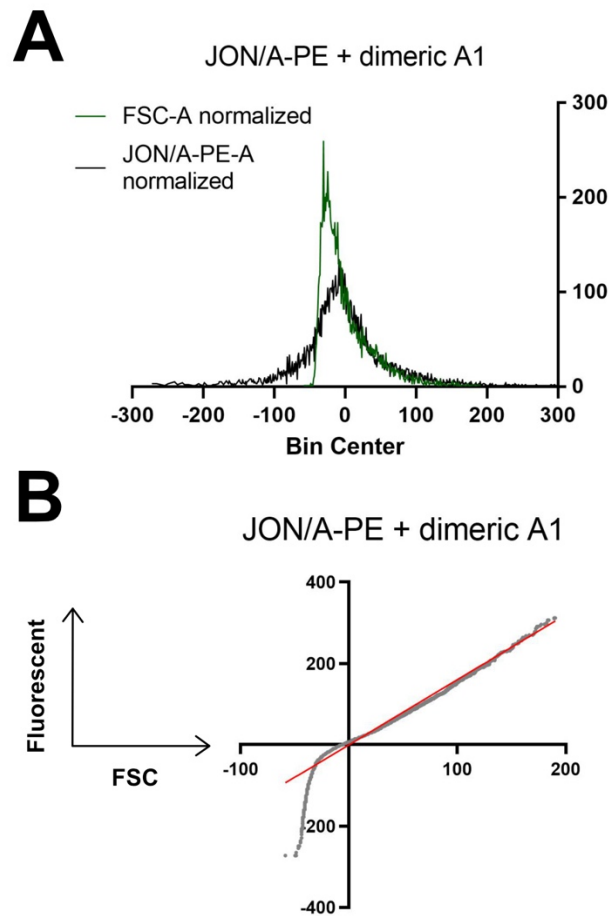 A
JON/A-PE + dimeric A1
FSC-A normalized
JON/A-PE-A
normalized
300
200
100
0
-300 -200 -100 0 100 200 300
Bin Center
B
JON/A-PE + dimeric A1
400
200
-100 100 200
-200
-400
Fluorescent
FSC